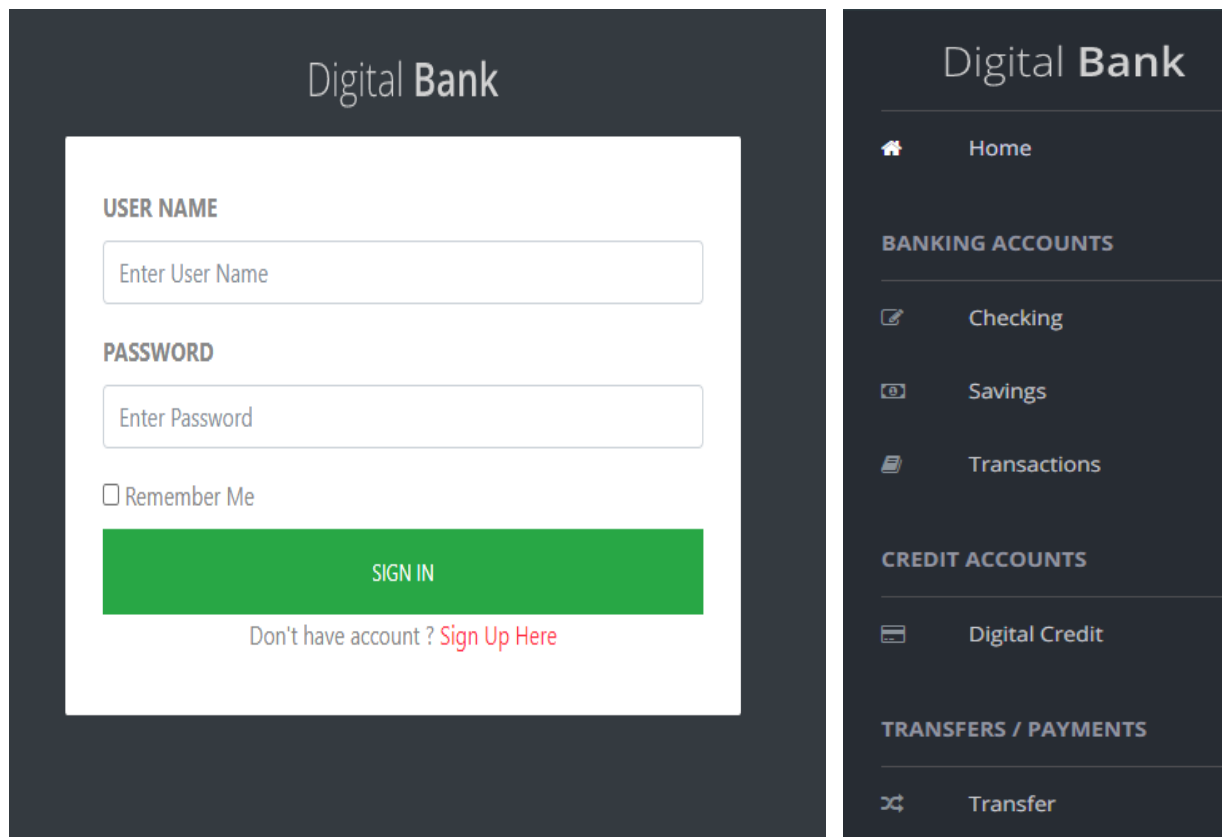 Digital Bank
USER NAME
Enter User Name
PASSWORD
Enter Password
Remember Me
SIGN IN
Don't have account ? Sign Up Here
Digital Bank
Home
BANKING ACCOUNTS
Checking
Savings
Transactions
CREDIT ACCOUNTS
Digital Credit
TRANSFERS / PAYMENTS
Transfer